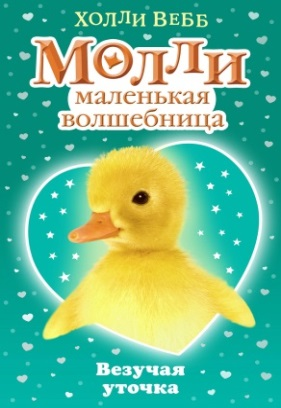 ХОЛЛИ ВЕББ
МОЛЛИ
маленькая
волшебница
Везучая
уточка